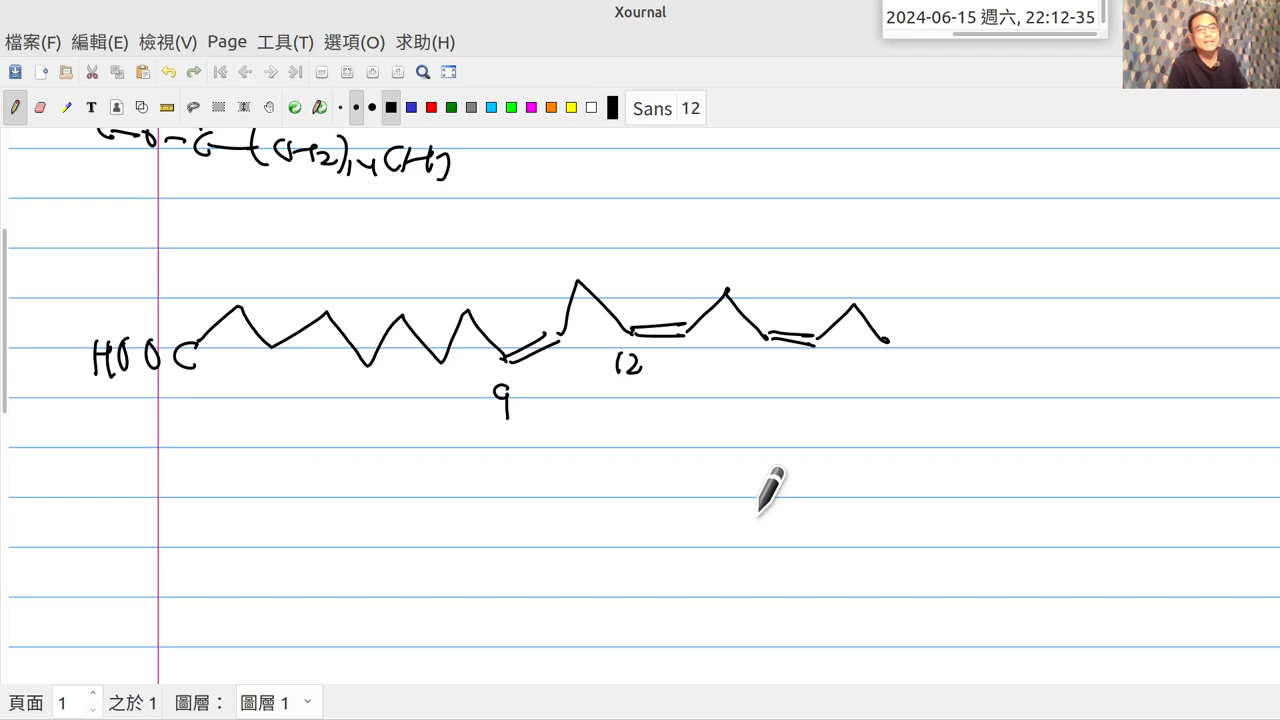 Xournal
2024-06-15 週六, 22:12-35
檔案(F) 編輯(E) 檢視(V) Page 工具(T) 選項(O) 求助(H)
T
Sans 12
(CH2)14CH3
HOOC
12
9
頁面 1 之於 1 圖層： 圖層 1